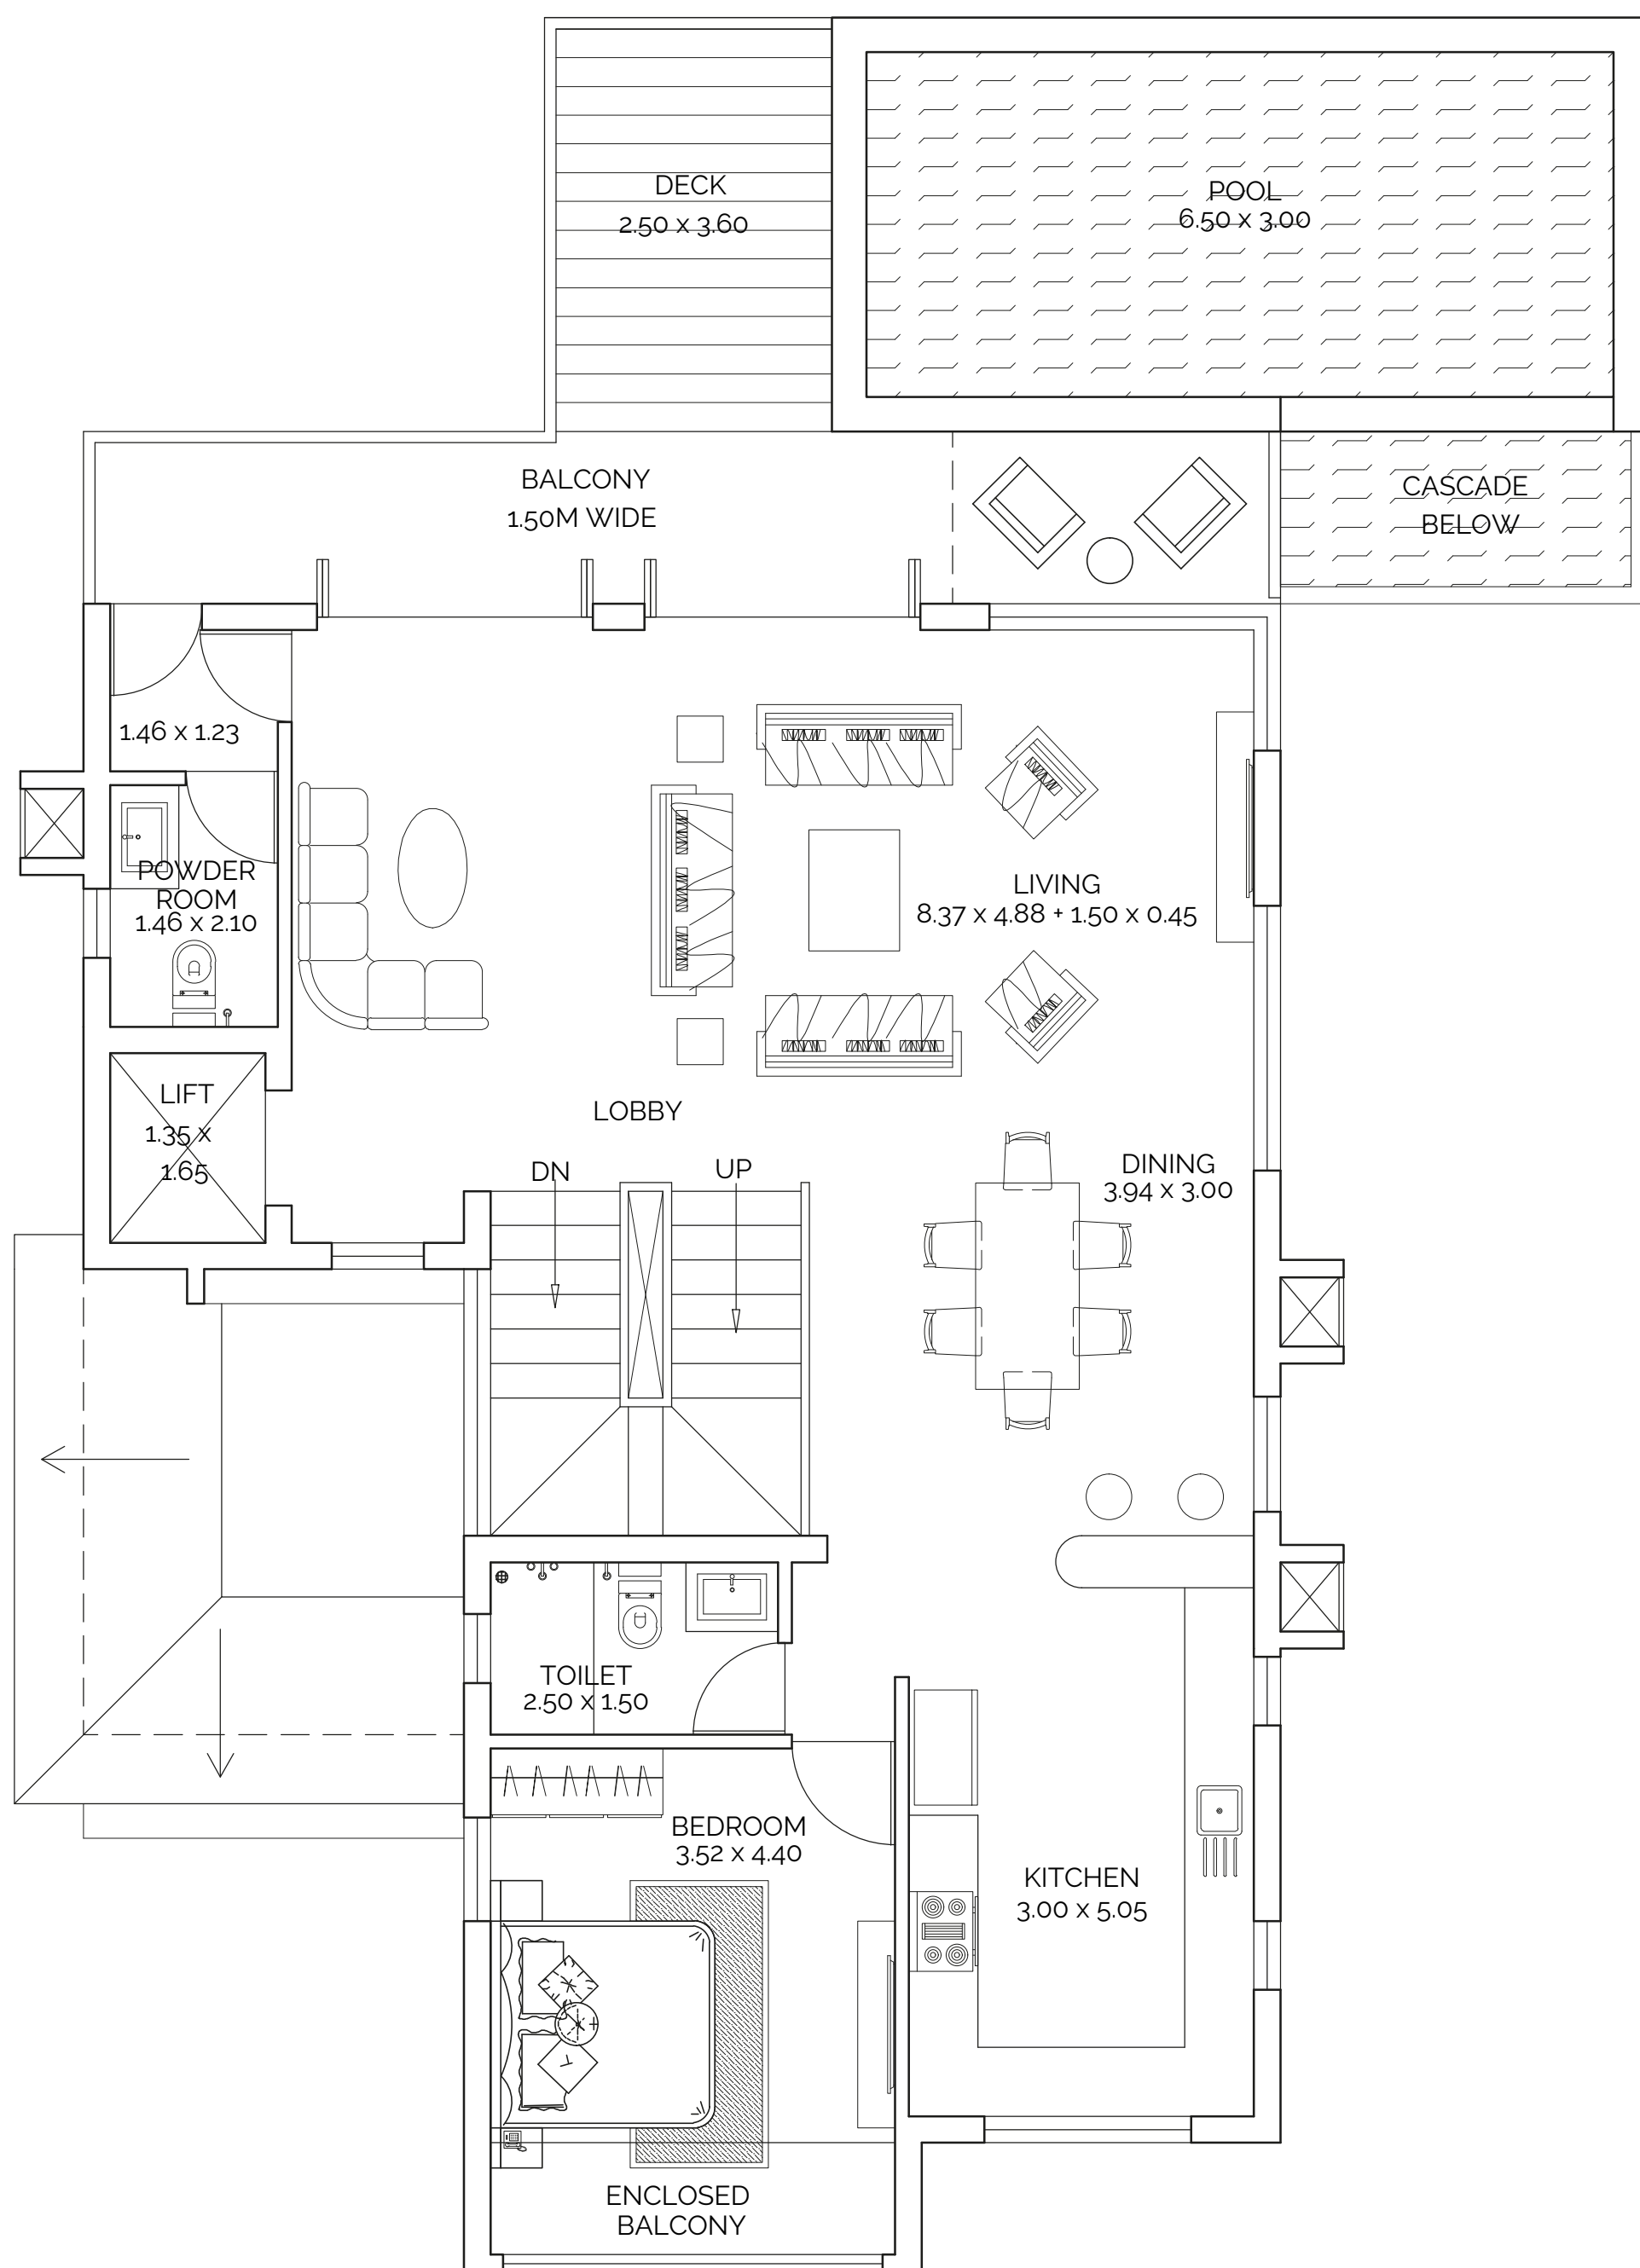 DECK
2.50 x 3.60
POOL
6.50 x 3.00
BALCONY
1.50M WIDE
CASCADE
BELOW
1.46 x 1.23
POWDER
ROOM
1.46 x 2.10
LIVING
8.37 x 4.88 + 1.50 x 0.45
LIFT
1.35 x
1.65
LOBBY
DN
UP
DINING
3.94 x 3.00
TOILET
2.50 x 1.50
BEDROOM
3.52 x 4.40
KITCHEN
3.00 x 5.05
ENCLOSED
BALCONY